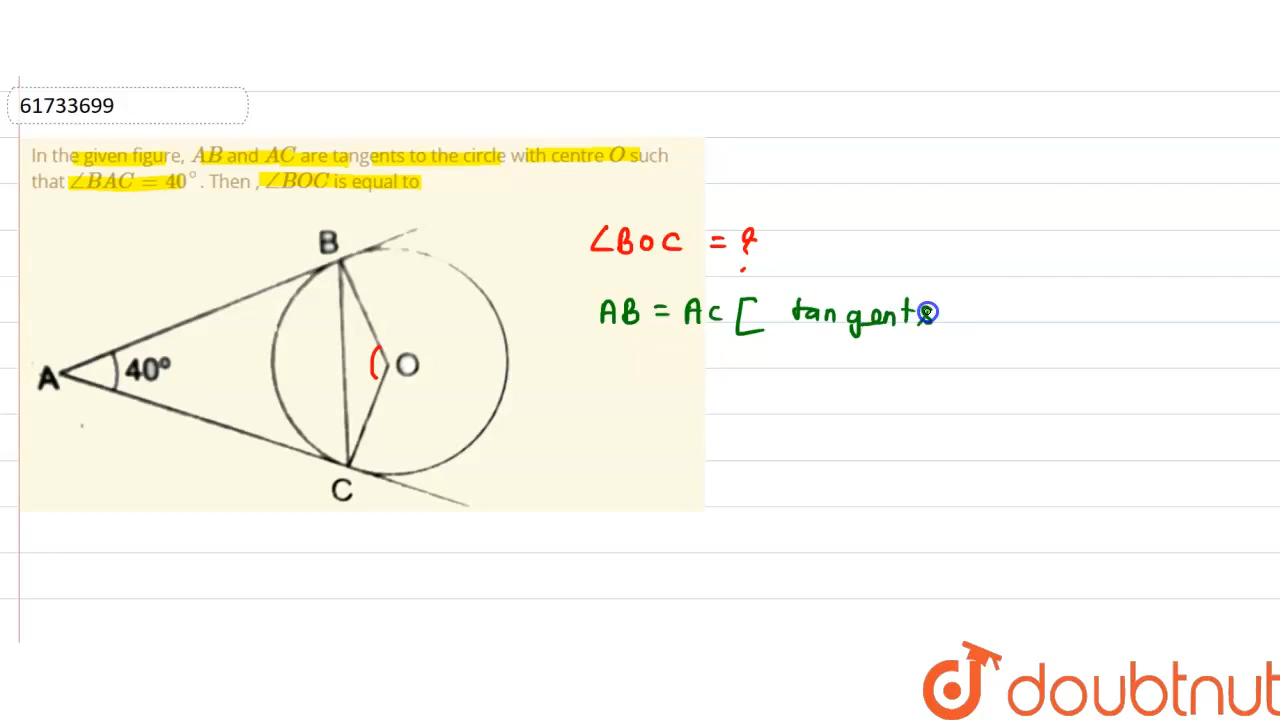 61733699
In the given figure, AB and AC are tangents to the circle with centre O such
that ∠BAC = 40°. Then , ∠BOC is equal to
B
∠BOC = ?
AB = AC [ tangents
A 40° O
C
doubtnut